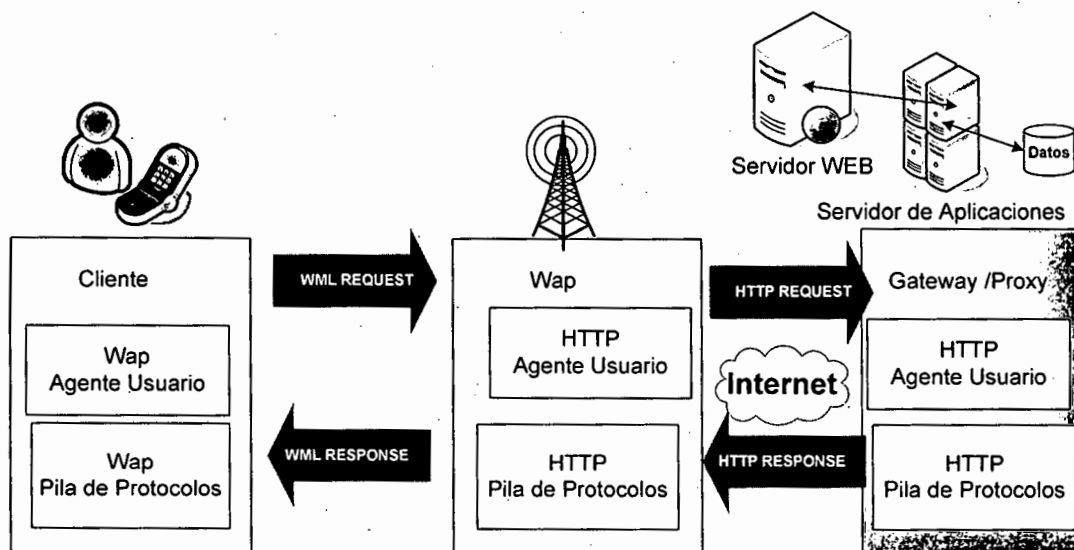 Servidor WEB
Datos
Servidor de Aplicaciones
Cliente
WML REQUEST
Wap
HTTP REQUEST
Gateway /Proxy
Wap
Agente Usuario
HTTP
Agente Usuario
Internet
HTTP
Agente Usuario
Wap
Pila de Protocolos
WML RESPONSE
HTTP
Pila de Protocolos
HTTP RESPONSE
HTTP
Pila de Protocolos